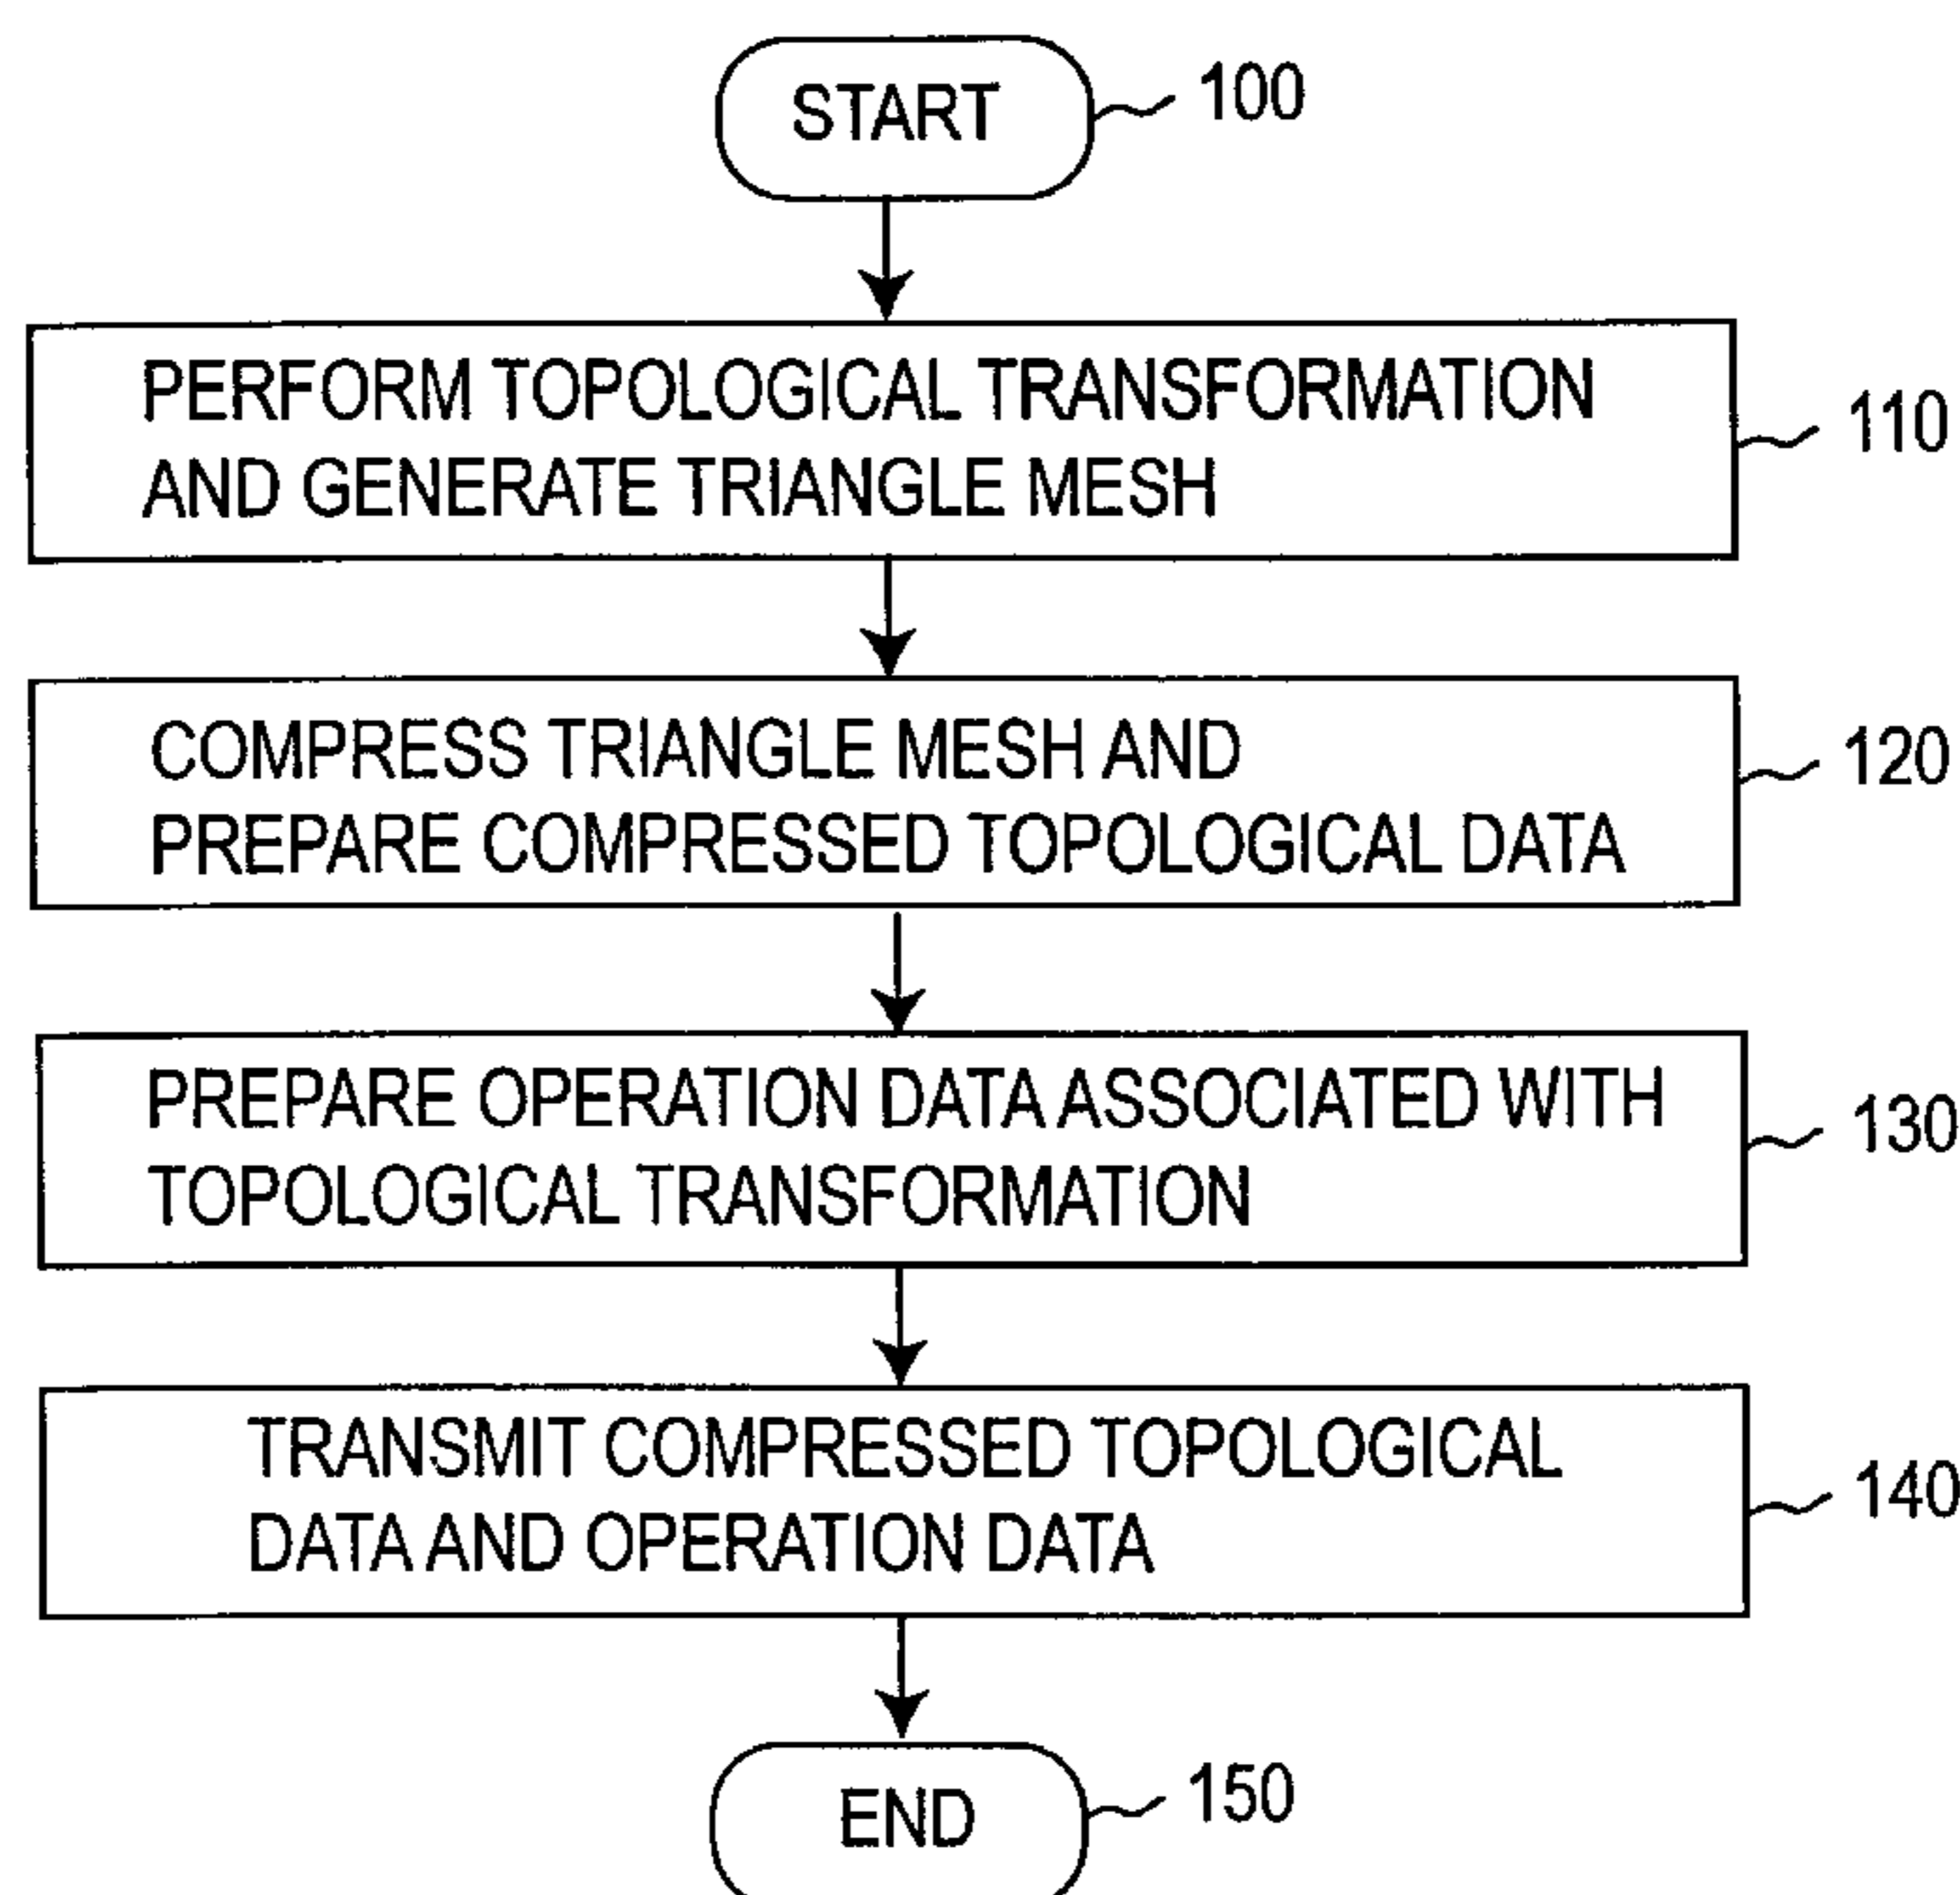 START
100
PERFORM TOPOLOGICAL TRANSFORMATION
AND GENERATE TRIANGLE MESH
110
COMPRESS TRIANGLE MESH AND
PREPARE COMPRESSED TOPOLOGICAL DATA
120
PREPARE OPERATION DATA ASSOCIATED WITH
TOPOLOGICAL TRANSFORMATION
130
TRANSMIT COMPRESSED TOPOLOGICAL
DATA AND OPERATION DATA
140
END
150